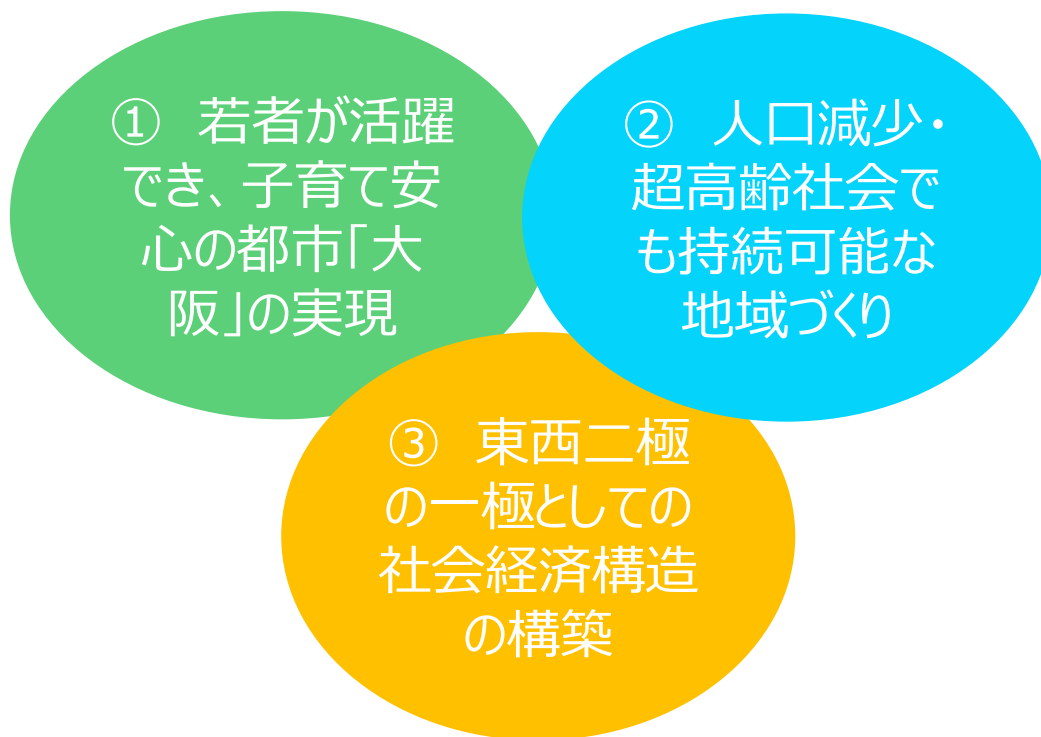 ①　若者が活躍
でき、子育て安
心の都市「大
阪」の実現
②　人口減少・
超高齢社会で
も持続可能な
地域づくり
③　東西二極
の一極としての
社会経済構造
の構築